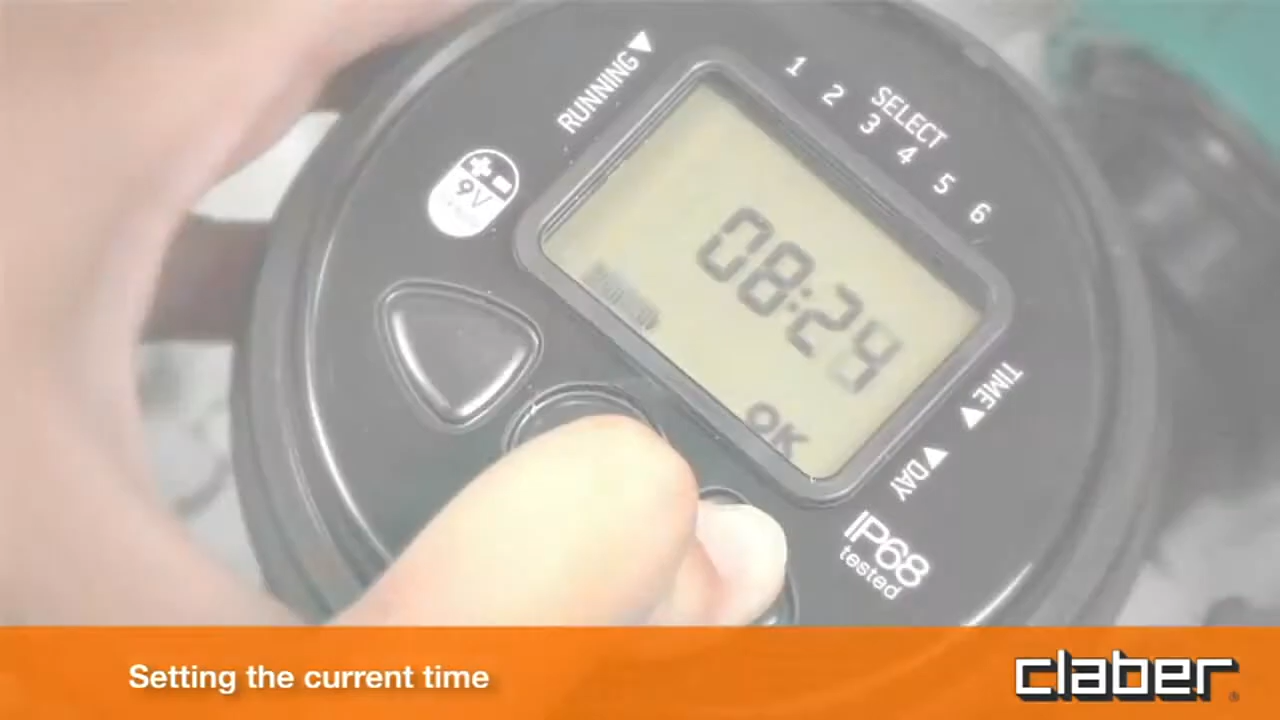 RUNNING
1 2 3 4 5 6
SELECT
9V
08:24
OK
TIME
DAY
IP68
tested
Setting the current time
claber